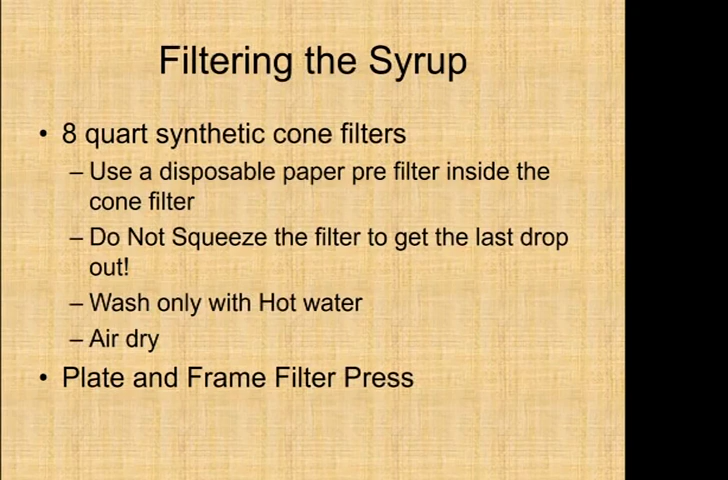 Filtering the Syrup
• 8 quart synthetic cone filters
– Use a disposable paper pre filter inside the
cone filter
– Do Not Squeeze the filter to get the last drop
out!
– Wash only with Hot water
– Air dry
• Plate and Frame Filter Press